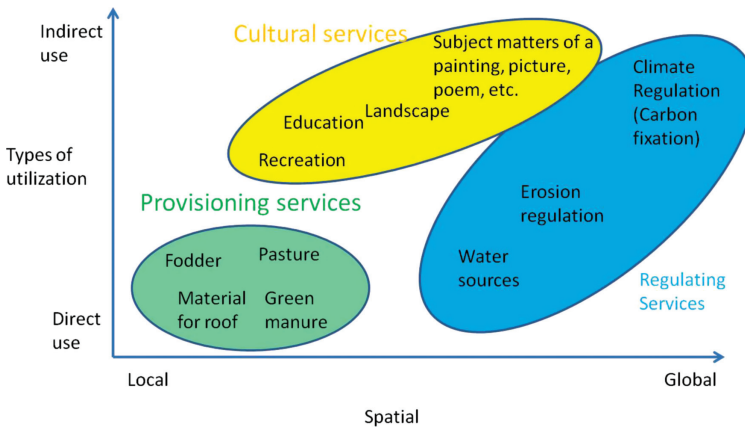 Indirect
use
Cultural services
Subject matters of a
painting, picture,
poem, etc.
Climate
Regulation
(Carbon
fixation)
Landscape
Education
Types of
utilization
Recreation
Erosion
regulation
Provisioning services
Fodder
Pasture
Water
sources
Material
for roof
Green
manure
Regulating
Services
Direct
use
Local
Global
Spatial